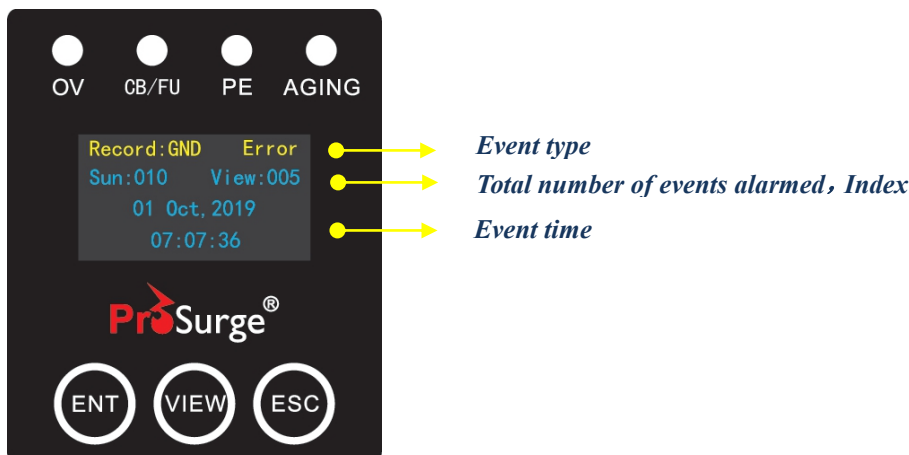 OV CB/FU PE AGING
Record:GND Error
Event type
Sun:010 View:005
Total number of events alarmed，Index
01 Oct,2019
07:07:36
Event time
ProSurge®
ENT VIEW ESC